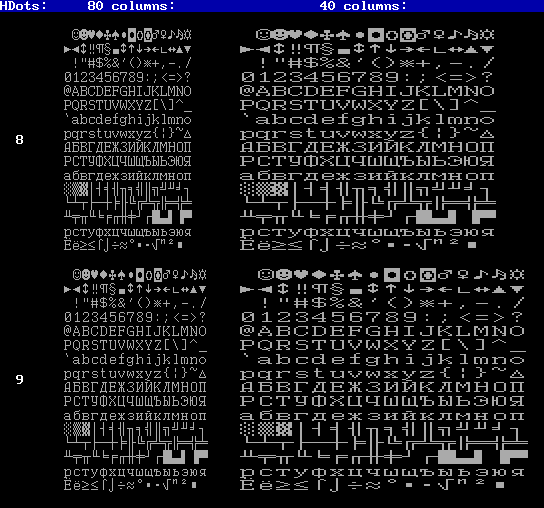 HDots: 80 columns: 40 columns:
☺☻♥♦♣♠•◘○◙♂♀♪♫☼ ☺☻♥♦♣♠•◘○◙♂♀♪♫☼
►◄↕‼¶§▬↨↑↓→←∟↔▲▼ ►◄↕‼¶§▬↨↑↓→←∟↔▲▼
!"#$%&'()*+,-./ !"#$%&'()*+,-./
0123456789:;<=>? 0123456789:;<=>?
@ABCDEFGHIJKLMNO @ABCDEFGHIJKLMNO
PQRSTUVWXYZ[\]^_ PQRSTUVWXYZ[\]^_
`abcdefghijklmno `abcdefghijklmno
pqrstuvwxyz{¦}~⌂ pqrstuvwxyz{¦}~⌂
8
АБВГДЕЖЗИЙКЛМНОП АБВГДЕЖЗИЙКЛМНОП
РСТУФХЦЧШЩЪЫЬЭЮЯ РСТУФХЦЧШЩЪЫЬЭЮЯ
абвгдежзийклмноп абвгдежзийклмноп
░▒▓│┤╡╢╖╕╣║╗╝╜╛┐ ░▒▓│┤╡╢╖╕╣║╗╝╜╛┐
└┴┬├─┼╞╟╚╔╩╦╠═╬╧ └┴┬├─┼╞╟╚╔╩╦╠═╬╧
╨╤╥╙╘╒╓╫╪┘┌█▄▌▐▀ ╨╤╥╙╘╒╓╫╪┘┌█▄▌▐▀
рстуфхцчшщъыьэюя рстуфхцчшщъыьэюя
Ёё≥≤⌠⌡÷≈°∙·√ⁿ²■ Ёё≥≤⌠⌡÷≈°∙·√ⁿ²■
☺☻♥♦♣♠•◘○◙♂♀♪♫☼ ☺☻♥♦♣♠•◘○◙♂♀♪♫☼
►◄↕‼¶§▬↨↑↓→←∟↔▲▼ ►◄↕‼¶§▬↨↑↓→←∟↔▲▼
!"#$%&'()*+,-./ !"#$%&'()*+,-./
0123456789:;<=>? 0123456789:;<=>?
@ABCDEFGHIJKLMNO @ABCDEFGHIJKLMNO
PQRSTUVWXYZ[\]^_ PQRSTUVWXYZ[\]^_
`abcdefghijklmno `abcdefghijklmno
pqrstuvwxyz{¦}~⌂ pqrstuvwxyz{¦}~⌂
9
АБВГДЕЖЗИЙКЛМНОП АБВГДЕЖЗИЙКЛМНОП
РСТУФХЦЧШЩЪЫЬЭЮЯ РСТУФХЦЧШЩЪЫЬЭЮЯ
абвгдежзийклмноп абвгдежзийклмноп
░▒▓│┤╡╢╖╕╣║╗╝╜╛┐ ░▒▓│┤╡╢╖╕╣║╗╝╜╛┐
└┴┬├─┼╞╟╚╔╩╦╠═╬╧ └┴┬├─┼╞╟╚╔╩╦╠═╬╧
╨╤╥╙╘╒╓╫╪┘┌█▄▌▐▀ ╨╤╥╙╘╒╓╫╪┘┌█▄▌▐▀
рстуфхцчшщъыьэюя рстуфхцчшщъыьэюя
Ёё≥≤⌠⌡÷≈°∙·√ⁿ²■ Ёё≥≤⌠⌡÷≈°∙·√ⁿ²■